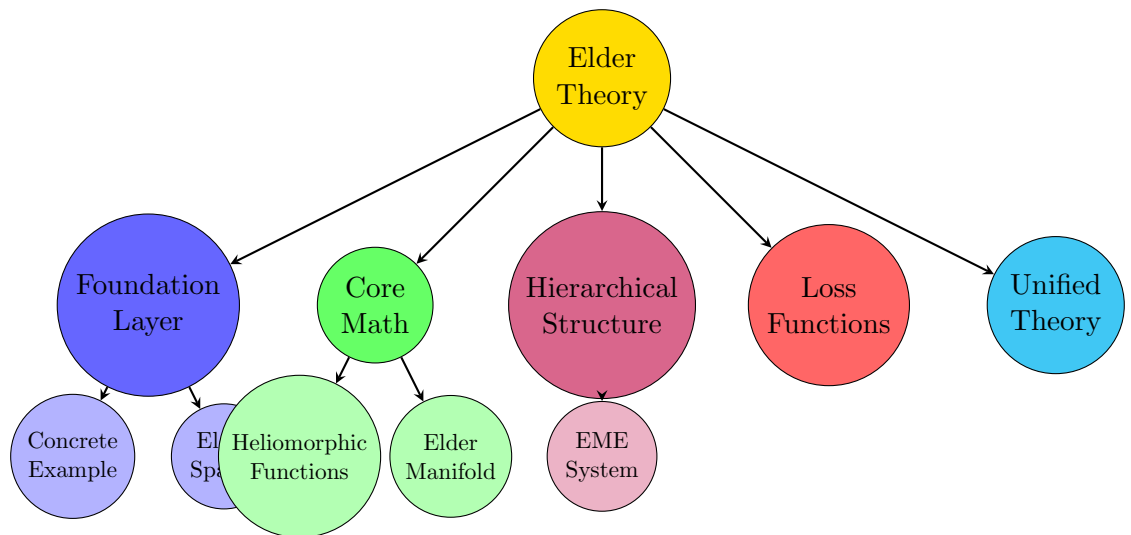 Elder
Theory
Foundation
Layer
Core
Math
Hierarchical
Structure
Loss
Functions
Unified
Theory
Concrete
Example
Heliomorphic
Functions
Elder
Manifold
EME
System